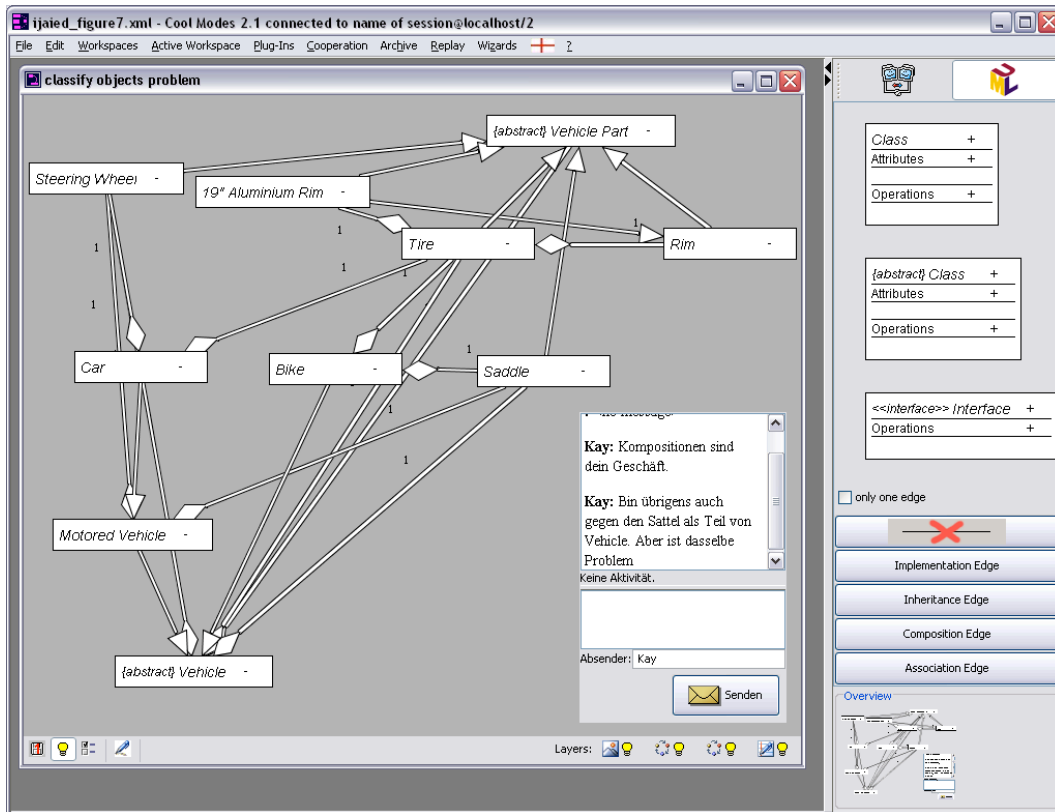 ijaied_figure7.xml - Cool Modes 2.1 connected to name of session@localhost/2
File Edit Workspaces Active Workspace Plug-Ins Cooperation Archive Replay Wizards ?
classify objects problem
{abstract} Vehicle Part -
Steering Wheel -
19" Aluminium Rim -
1
1
Tire -
Rim -
1
1
1
1
Car -
Bike -
1
Saddle -
1
1
Motored Vehicle -
{abstract} Vehicle -
Kay: Kompositionen sind
dein Geschäft.
Kay: Bin übrigens auch
gegen den Sattel als Teil von
Vehicle. Aber ist dasselbe
Problem
Keine Aktivität.
Absender: Kay
Senden
Layers:
UML
Class +
Attributes +
Operations +
{abstract} Class +
Attributes +
Operations +
<<interface>> Interface +
Operations +
only one edge
Implementation Edge
Inheritance Edge
Composition Edge
Association Edge
Overview